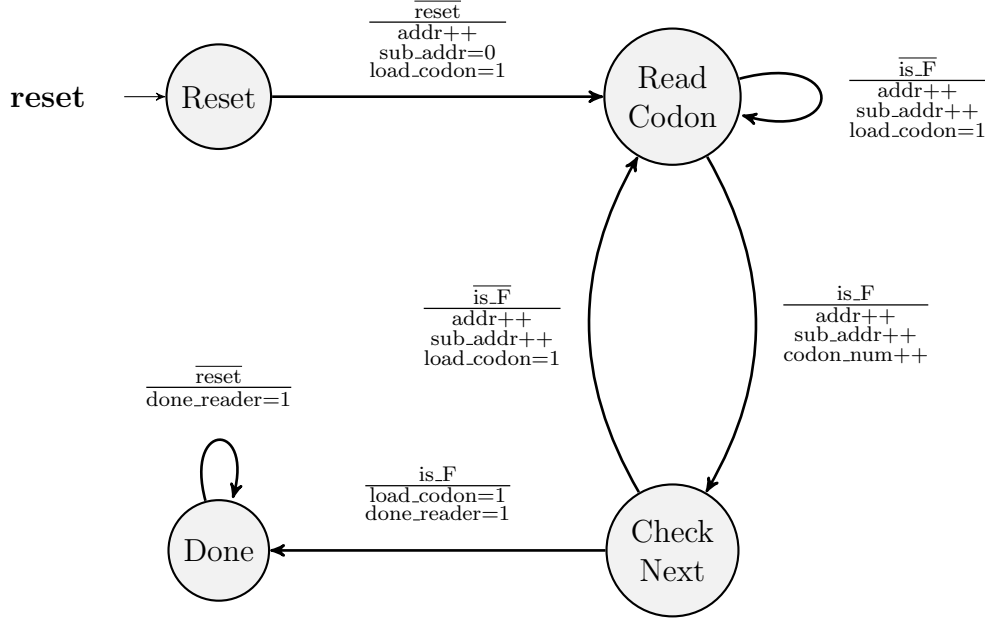 reset
Reset
reset
addr++
sub_addr=0
load_codon=1
Read
Codon
is_F
addr++
sub_addr++
load_codon=1
is_F
addr++
sub_addr++
load_codon=1
is_F
addr++
sub_addr++
codon_num++
reset
done_reader=1
Done
is_F
load_codon=1
done_reader=1
Check
Next